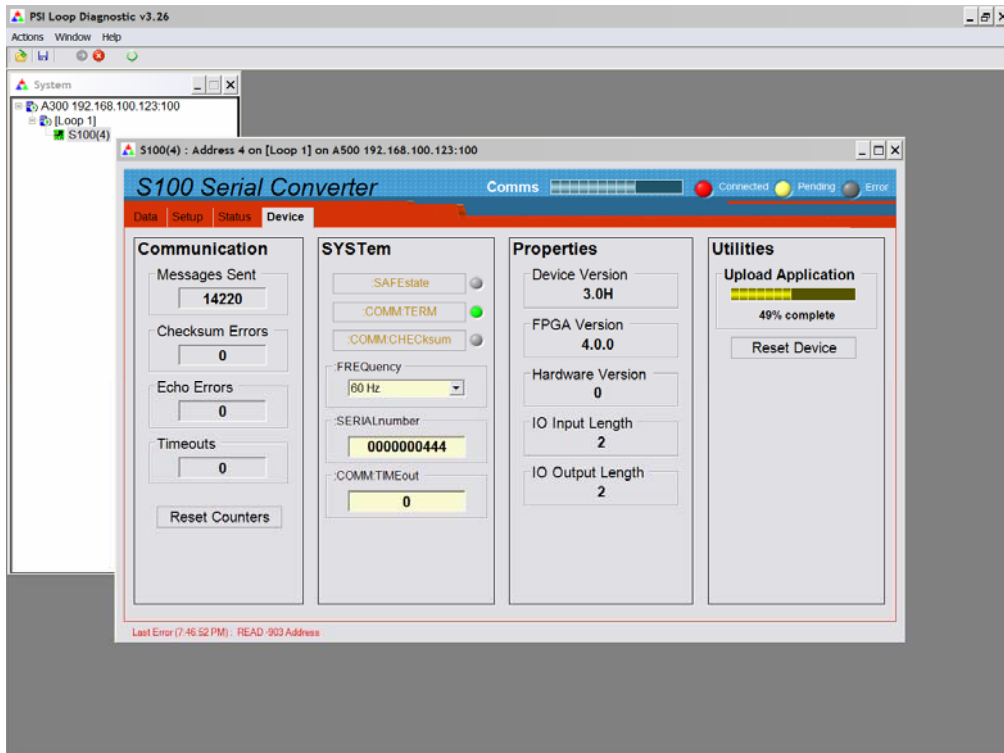 PSI Loop Diagnostic v3.26
Actions Window Help
System
A300 192.168.100.123:100
[Loop 1]
S100(4)
S100(4) : Address 4 on [Loop 1] on A500 192.168.100.123:100
S100 Serial Converter
Comms
Connected
Pending
Error
Data Setup Status Device
Communication
Messages Sent
14220
Checksum Errors
0
Echo Errors
0
Timeouts
0
Reset Counters
SYSTem
:SAFEstate
:COMM:TERM
:COMM:CHECksum
:FREQuency
60 Hz
:SERIALnumber
0000000444
:COMM:TIMEout
0
Properties
Device Version
3.0H
FPGA Version
4.0.0
Hardware Version
0
IO Input Length
2
IO Output Length
2
Utilities
Upload Application
49% complete
Reset Device
Last Error (7:46:52 PM) : READ -903 Address